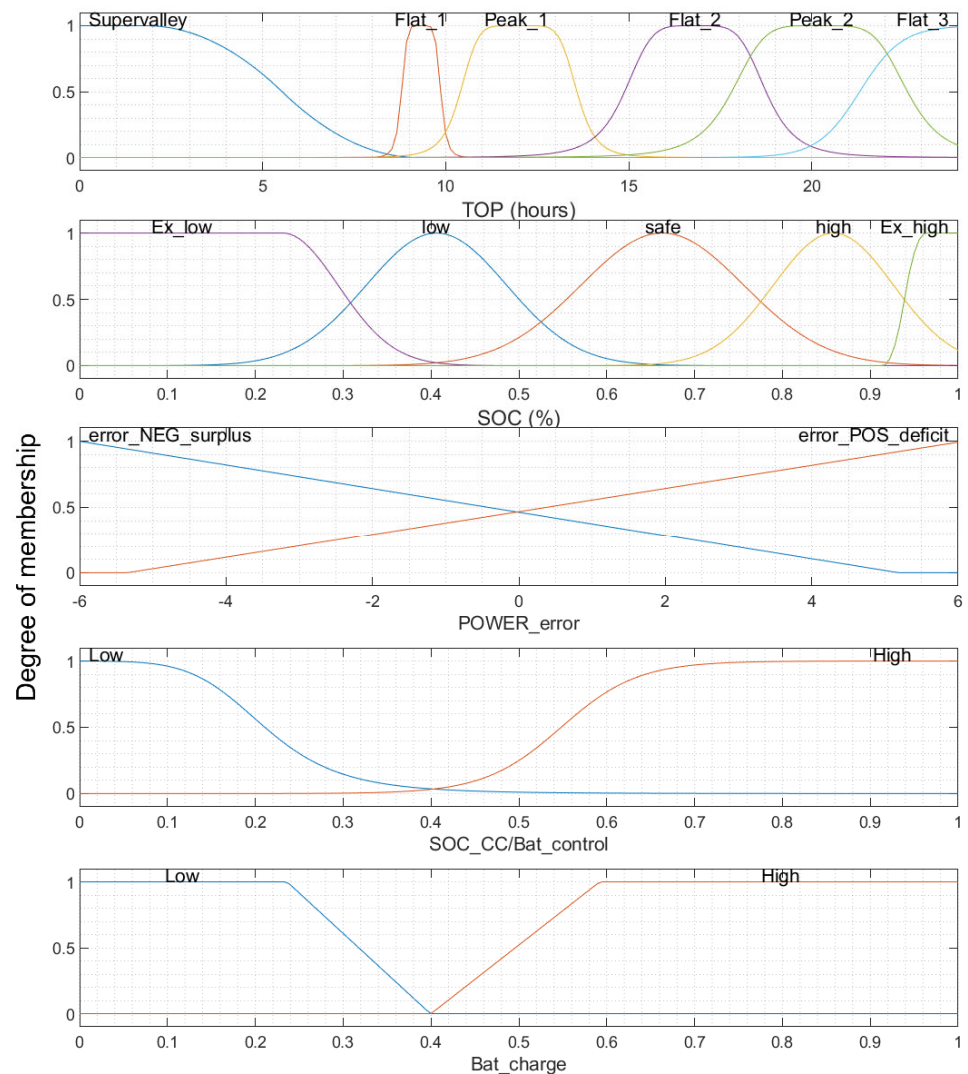 Supervalley Flat_1 Peak_1 Flat_2 Peak_2 Flat_3
1
0.5
0
0 5 10 15 20
TOP (hours)
Ex_low low safe high Ex_high
1
0.5
0
0 0.1 0.2 0.3 0.4 0.5 0.6 0.7 0.8 0.9 1
SOC (%)
error_NEG_surplus error_POS_deficit
1
0.5
0
-6 -4 -2 0 2 4 6
POWER_error
Degree of membership
Low High
1
0.5
0
0 0.1 0.2 0.3 0.4 0.5 0.6 0.7 0.8 0.9 1
SOC_CC/Bat_control
Low High
1
0.5
0
0 0.1 0.2 0.3 0.4 0.5 0.6 0.7 0.8 0.9 1
Bat_charge